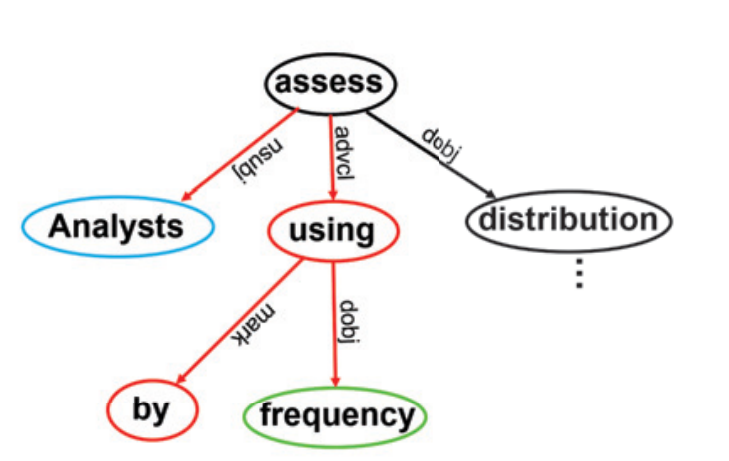 assess
nsubj
advcl
dobj
Analysts
using
distribution
mark
dobj
by
frequency